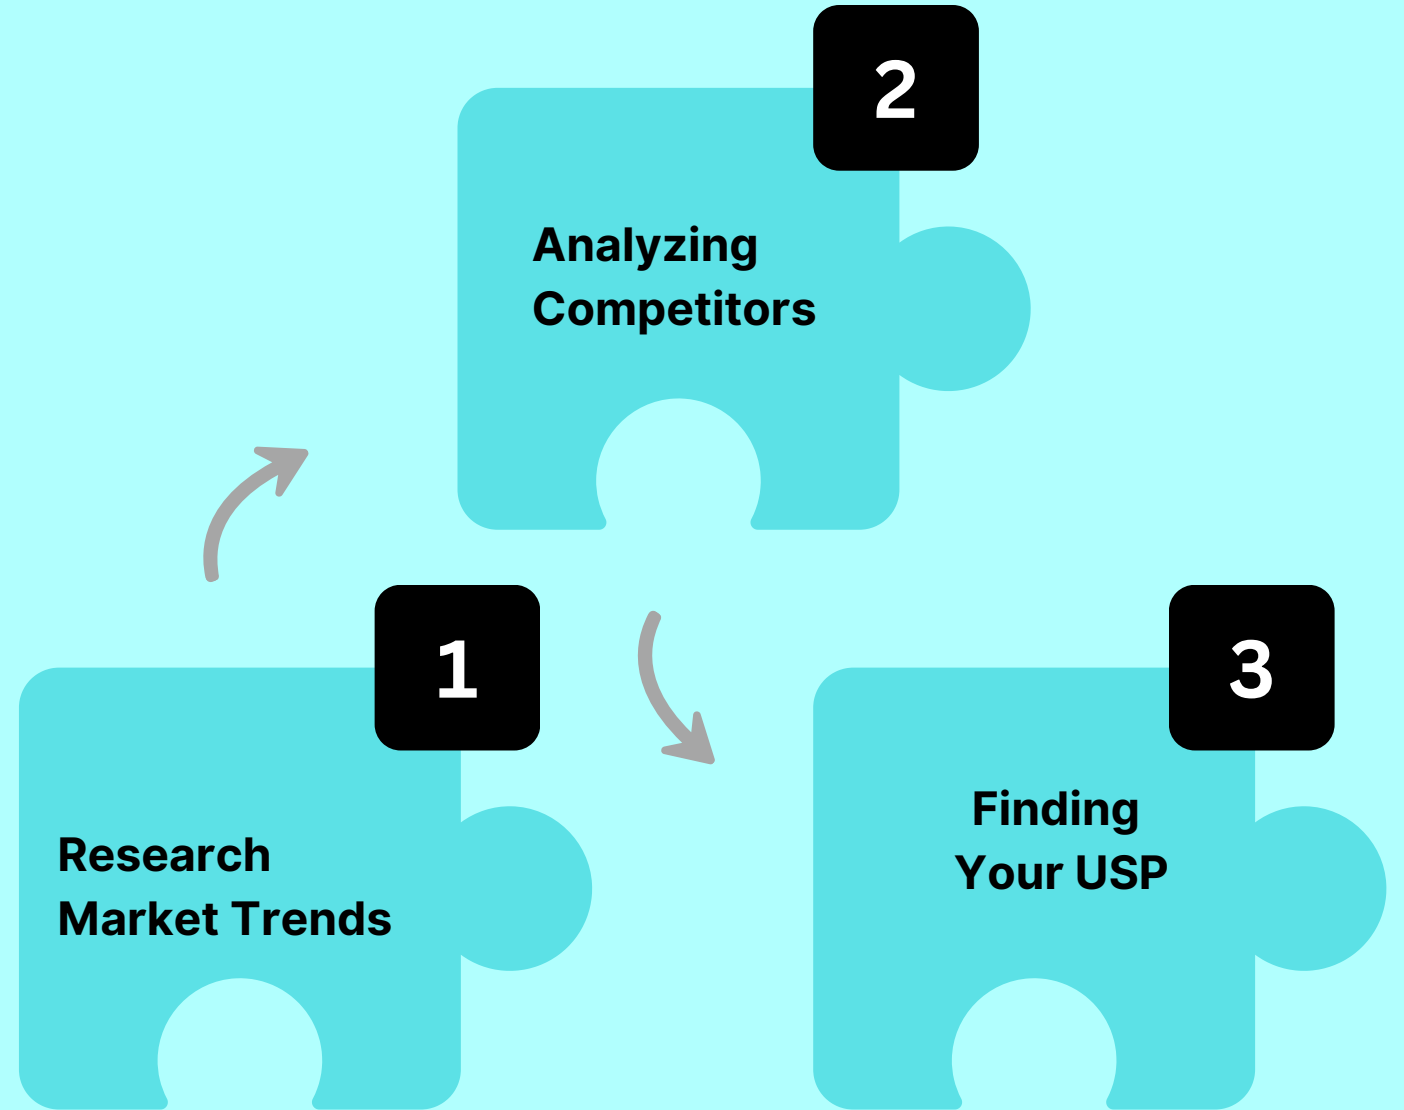 1
Research
Market Trends
2
Analyzing
Competitors
3
Finding
Your USP